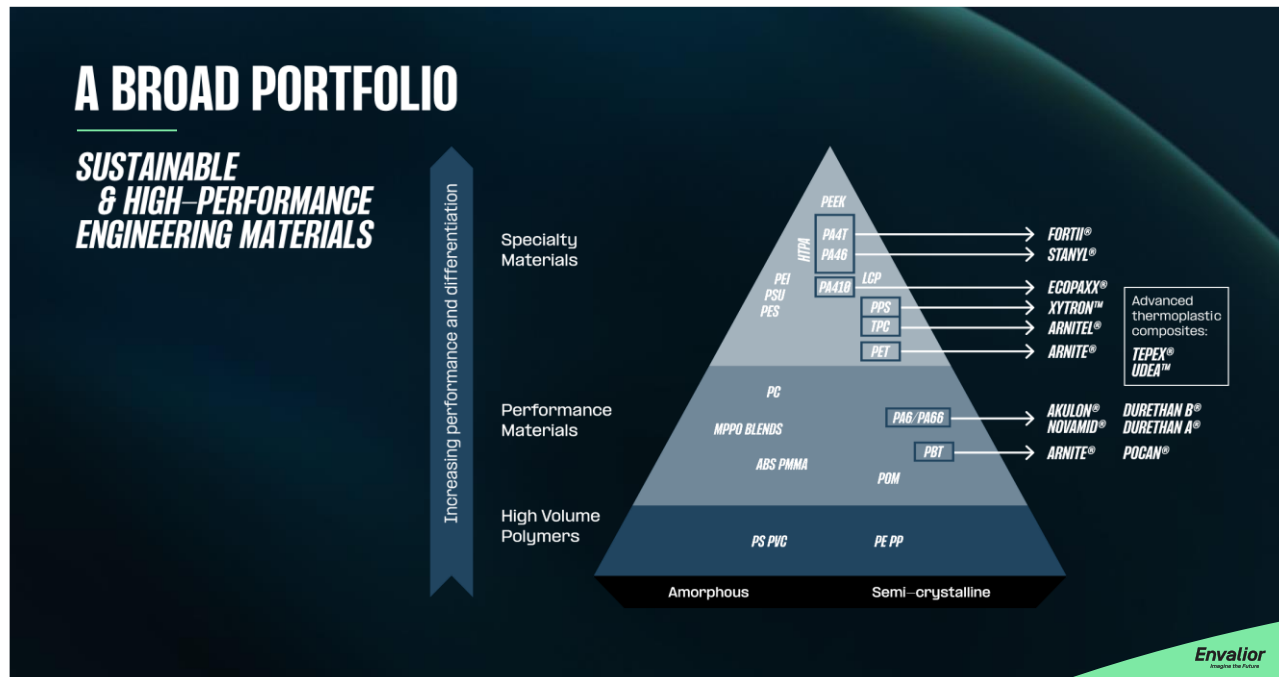 A BROAD PORTFOLIO
SUSTAINABLE
& HIGH–PERFORMANCE
ENGINEERING MATERIALS
Increasing performance and differentiation
Specialty
Materials
Performance
Materials
High Volume
Polymers
PEEK
HTPA
PA4T
PA46
PEI
PSU
PES
PA410
LCP
PPS
TPC
PET
PC
MPPO BLENDS
ABS PMMA
PA6/PA66
PBT
POM
PS PVC
PE PP
Amorphous
Semi–crystalline
FORTII®
STANYL®
ECOPAXX®
XYTRON™
ARNITEL®
ARNITE®
Advanced
thermoplastic
composites:
TEPEX®
UDEA™
AKULON® DURETHAN B®
NOVAMID® DURETHAN A®
ARNITE® POCAN®
Envalior
Imagine the Future